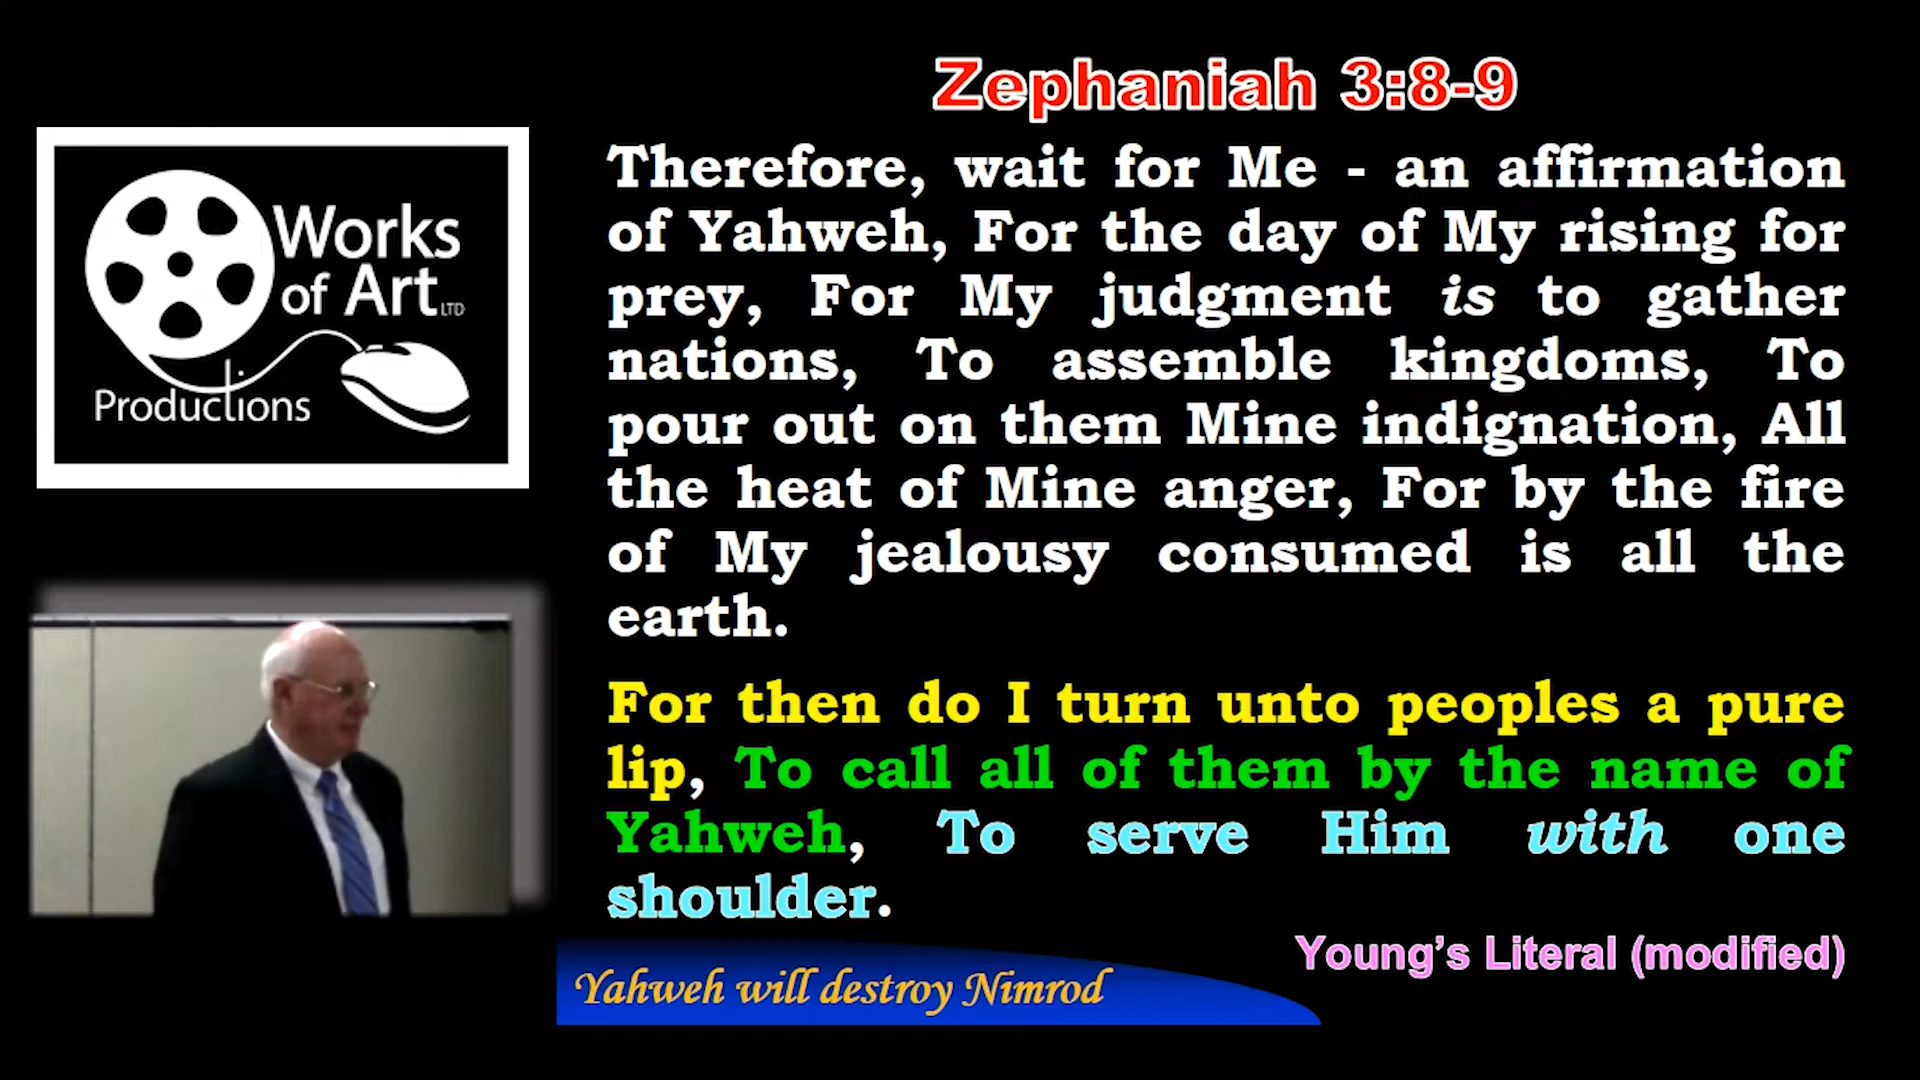 Zephaniah 3:8-9
Works
of Art LTD
Productions
Therefore, wait for Me - an affirmation
of Yahweh, For the day of My rising for
prey, For My judgment is to gather
nations, To assemble kingdoms, To
pour out on them Mine indignation, All
the heat of Mine anger, For by the fire
of My jealousy consumed is all the
earth.
For then do I turn unto peoples a pure
lip, To call all of them by the name of
Yahweh, To serve Him with one
shoulder.
Young’s Literal (modified)
Yahweh will destroy Nimrod